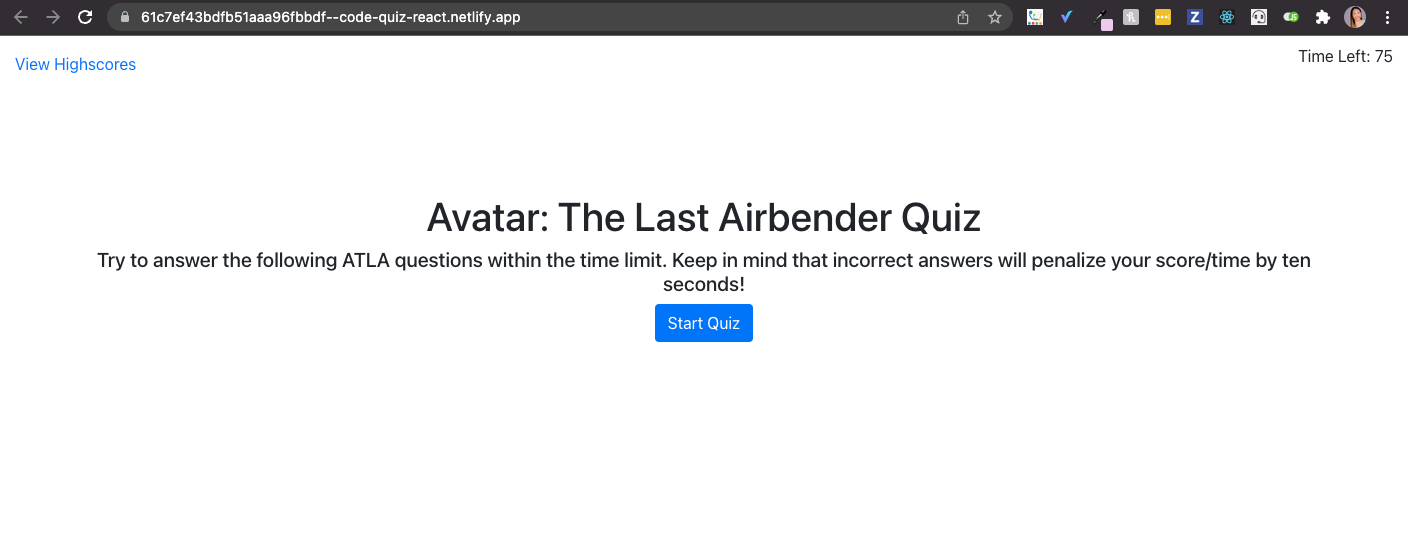 61c7ef43bdfb51aaa96fbbdf--code-quiz-react.netlify.app
View Highscores
Time Left: 75
Avatar: The Last Airbender Quiz
Try to answer the following ATLA questions within the time limit. Keep in mind that incorrect answers will penalize your score/time by ten
seconds!
Start Quiz